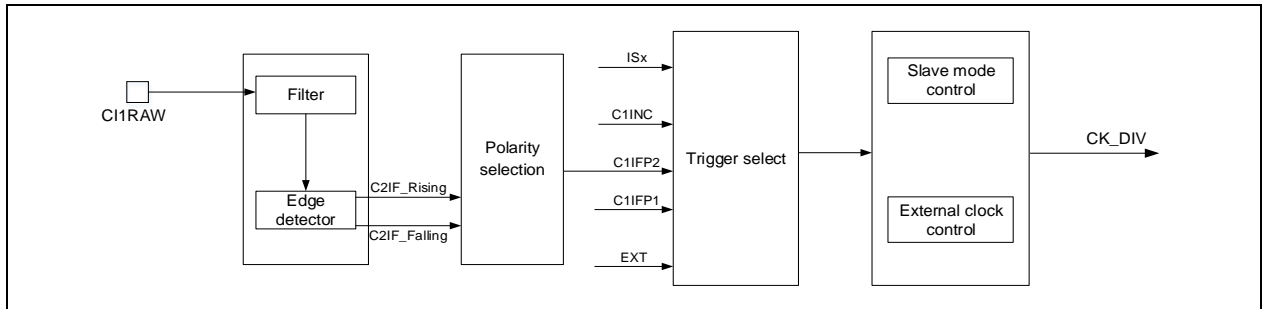 CI1RAW
Filter
Edge
detector
C2IF_Rising
C2IF_Falling
Polarity
selection
ISx
C1INC
C1IFP2
C1IFP1
EXT
Trigger select
Slave mode
control
External clock
control
CK_DIV